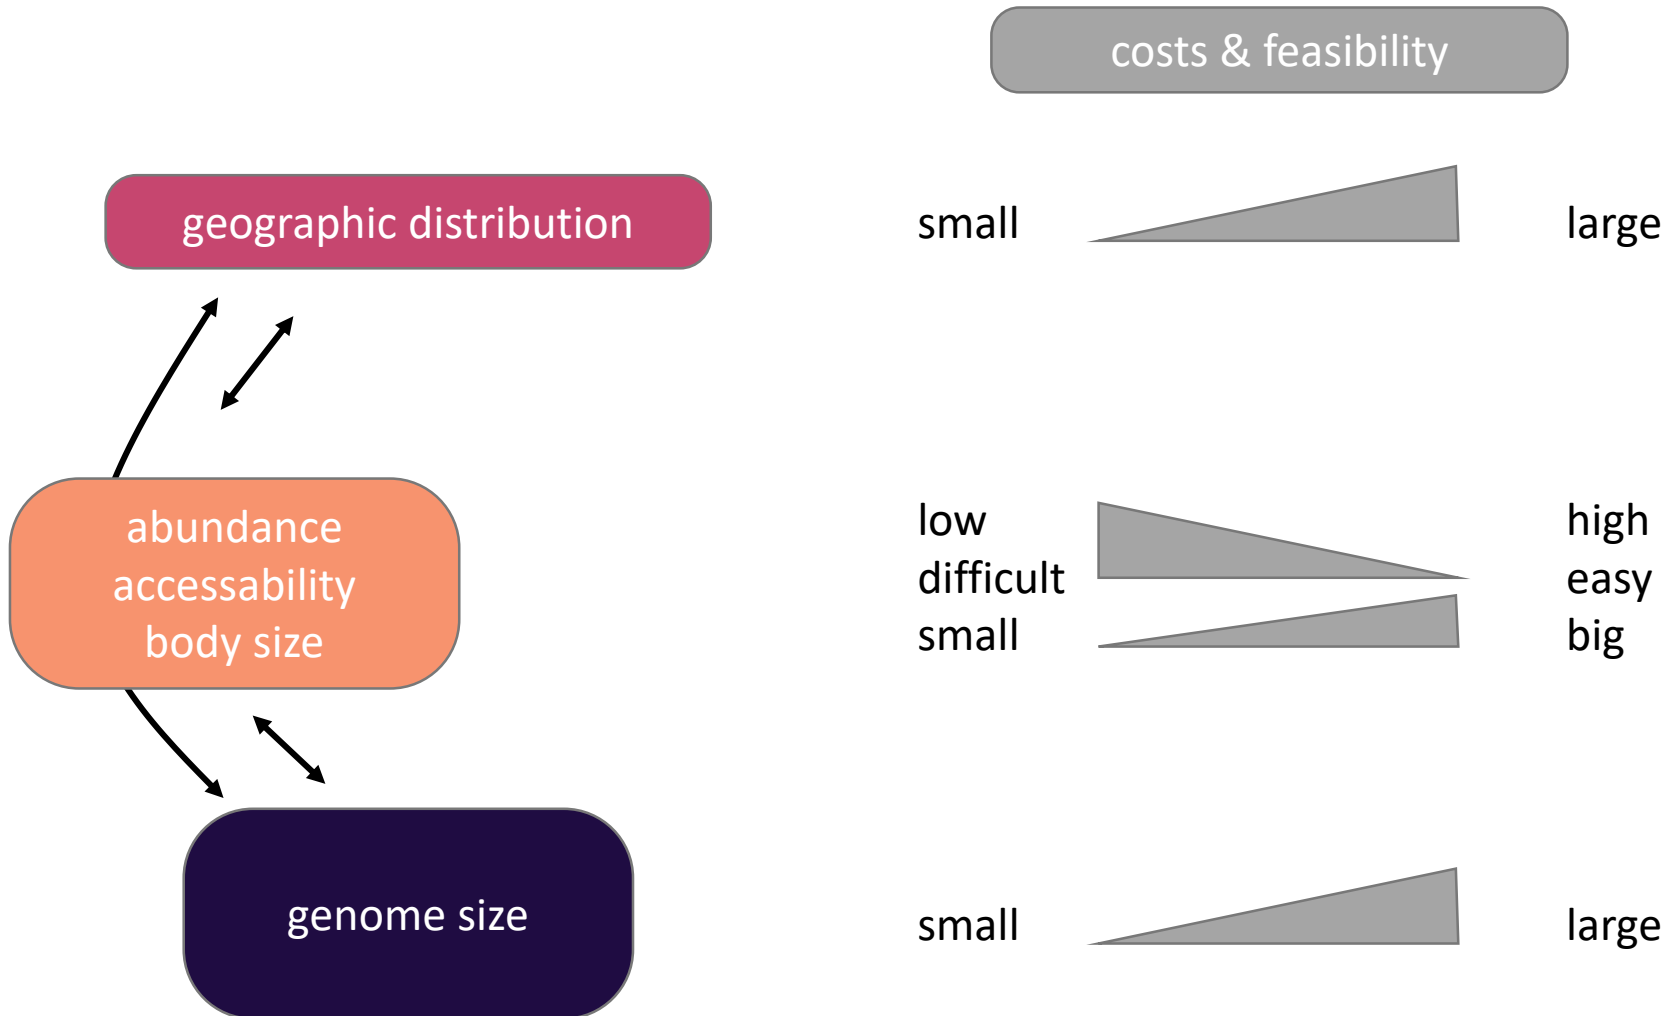 costs & feasibility
geographic distribution
small
large
abundance
accessability
body size
low
difficult
small
high
easy
big
genome size
small
large